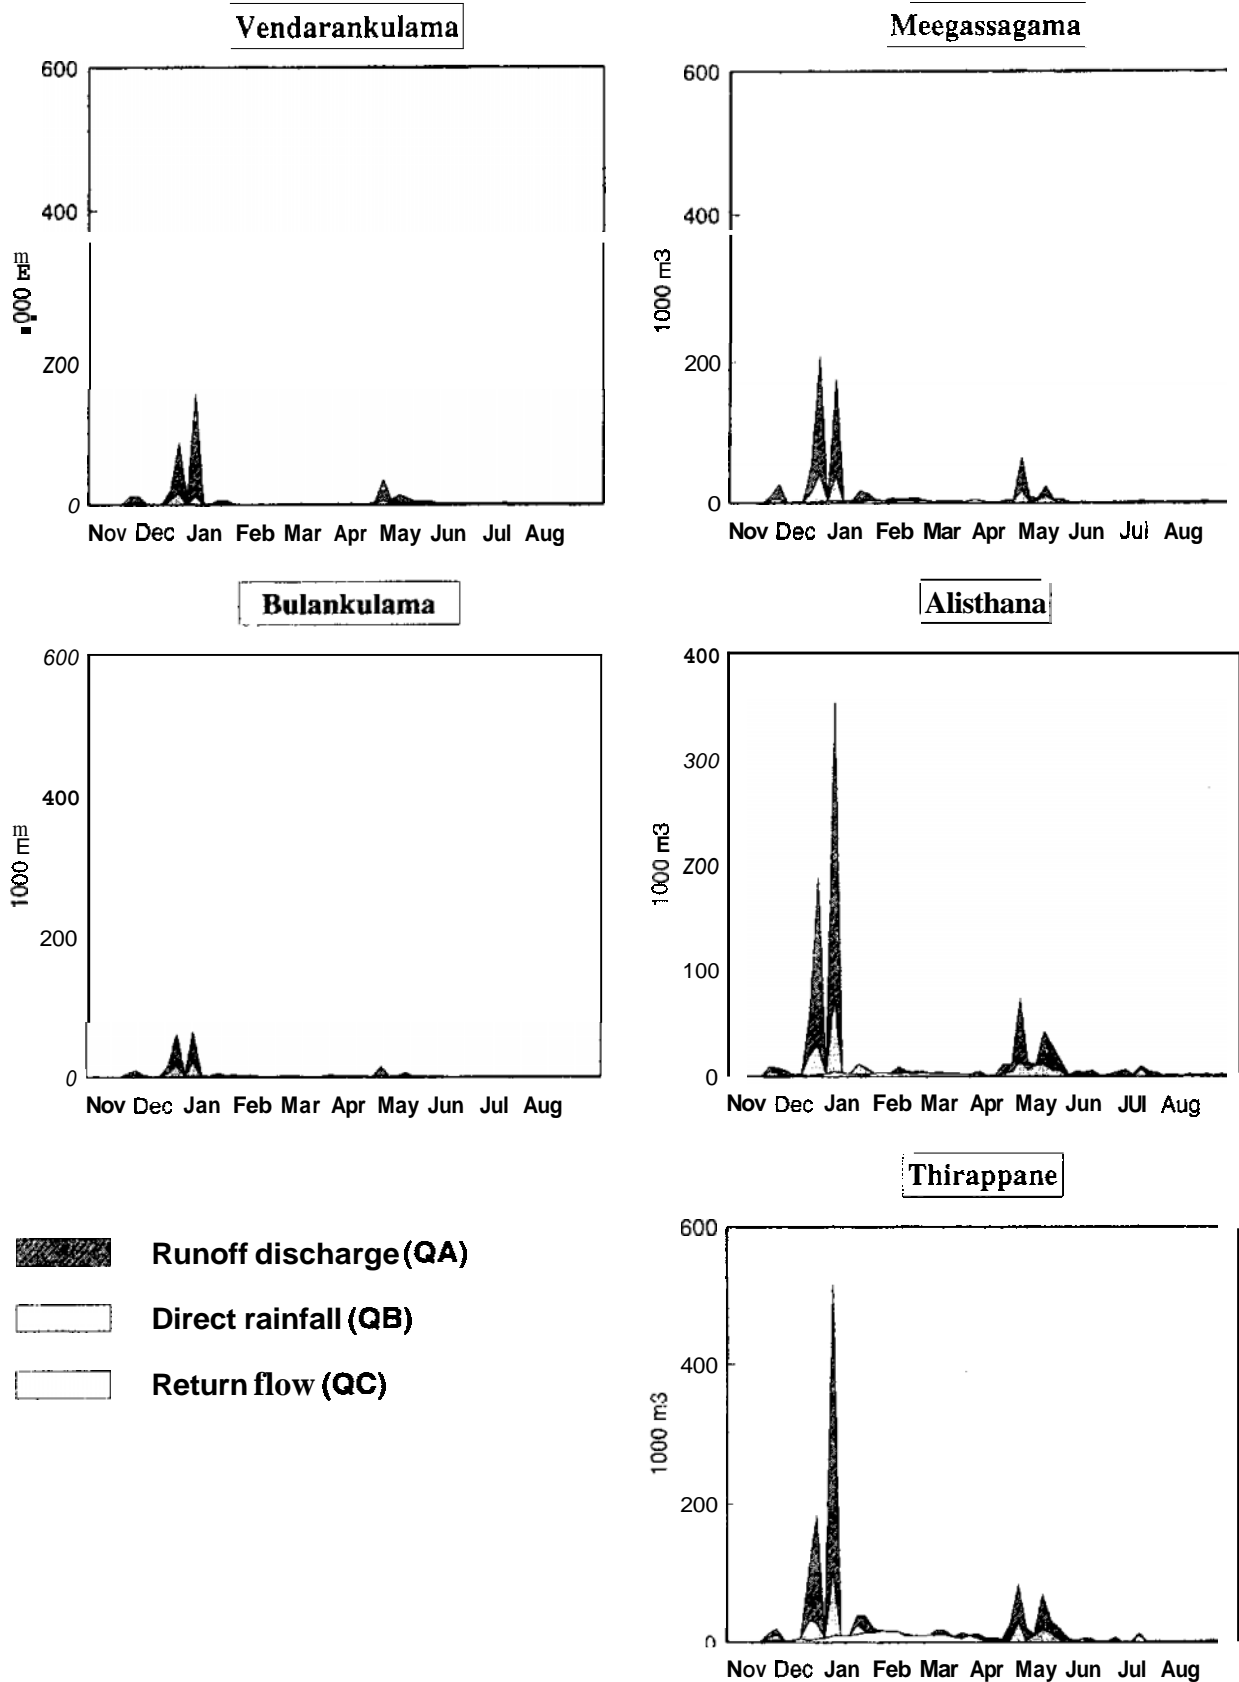 Vendarankulama
600
400
Z00
0
m
E
000
Nov Dec Jan Feb Mar Apr May Jun Jul Aug
Meegassagama
600
400
200
0
1000 m3
Nov Dec Jan Feb Mar Apr May Jun Jul Aug
Bulankulama
600
400
200
0
m
1000 E
Nov Dec Jan Feb Mar Apr May Jun Jul Aug
Alisthana
400
300
Z00
100
0
1000 m3
Nov Dec Jan Feb Mar Apr May Jun JUl Aug
Thirappane
600
400
200
0
1000 m3
Nov Dec Jan Feb Mar Apr May Jun Jul Aug
Runoff discharge (QA)
Direct rainfall (QB)
Return flow (QC)